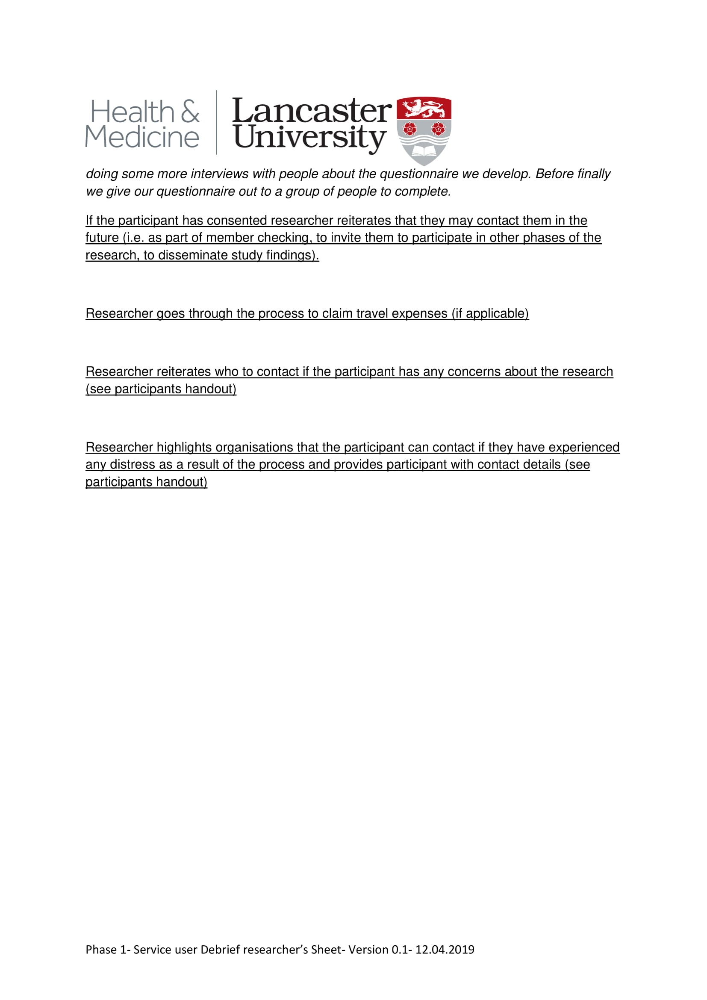 Health &
Medicine
Lancaster
University
doing some more interviews with people about the questionnaire we develop. Before finally
we give our questionnaire out to a group of people to complete.
If the participant has consented researcher reiterates that they may contact them in the
future (i.e. as part of member checking, to invite them to participate in other phases of the
research, to disseminate study findings).
Researcher goes through the process to claim travel expenses (if applicable)
Researcher reiterates who to contact if the participant has any concerns about the research
(see participants handout)
Researcher highlights organisations that the participant can contact if they have experienced
any distress as a result of the process and provides participant with contact details (see
participants handout)
Phase 1- Service user Debrief researcher’s Sheet- Version 0.1- 12.04.2019